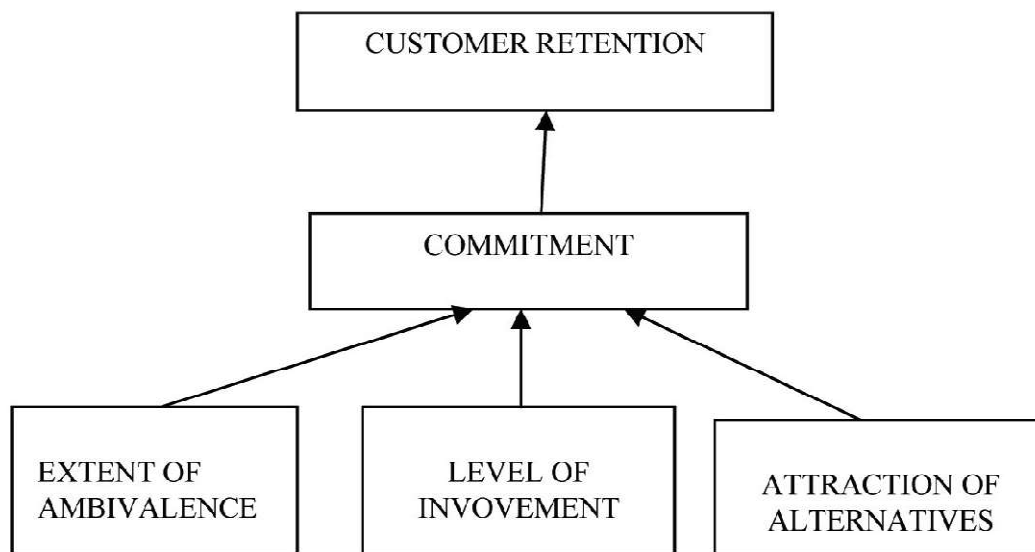 CUSTOMER RETENTION
COMMITMENT
EXTENT OF
AMBIVALENCE
LEVEL OF
INVOVEMENT
ATTRACTION OF
ALTERNATIVES